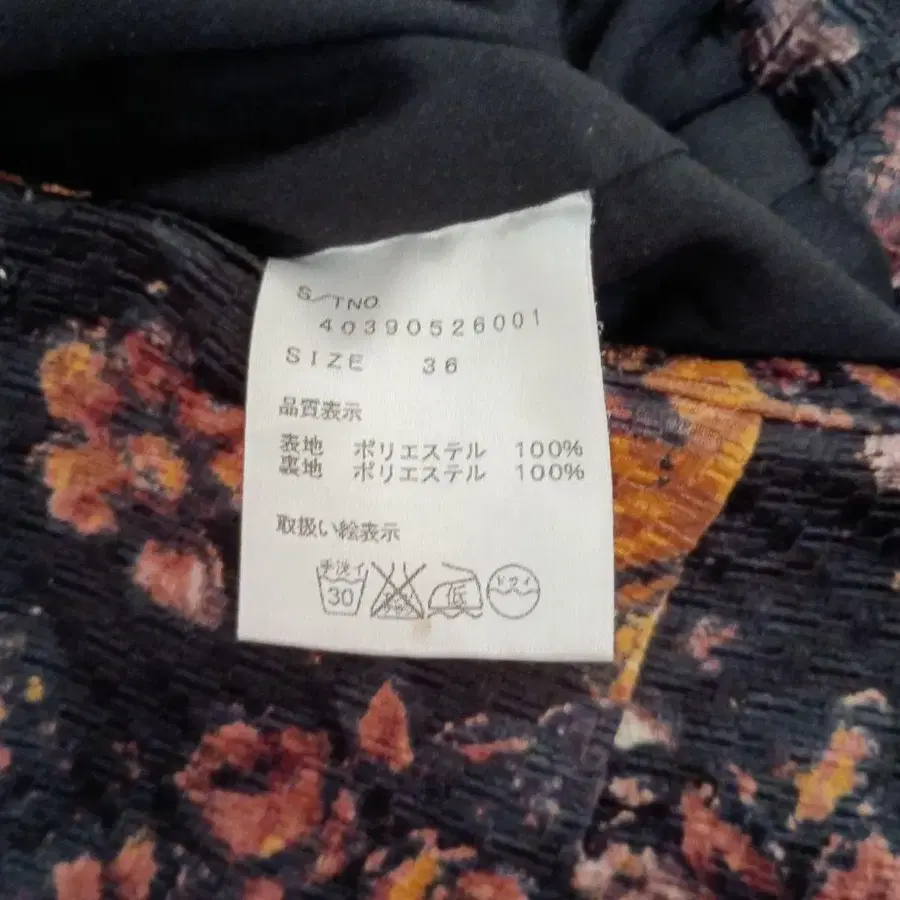 S/TNO.
40390526001
SIZE 36
品質表示
表地 ポリエステル 100%
裏地 ポリエステル 100%
取扱い絵表示
手洗イ 30 低 ドライ